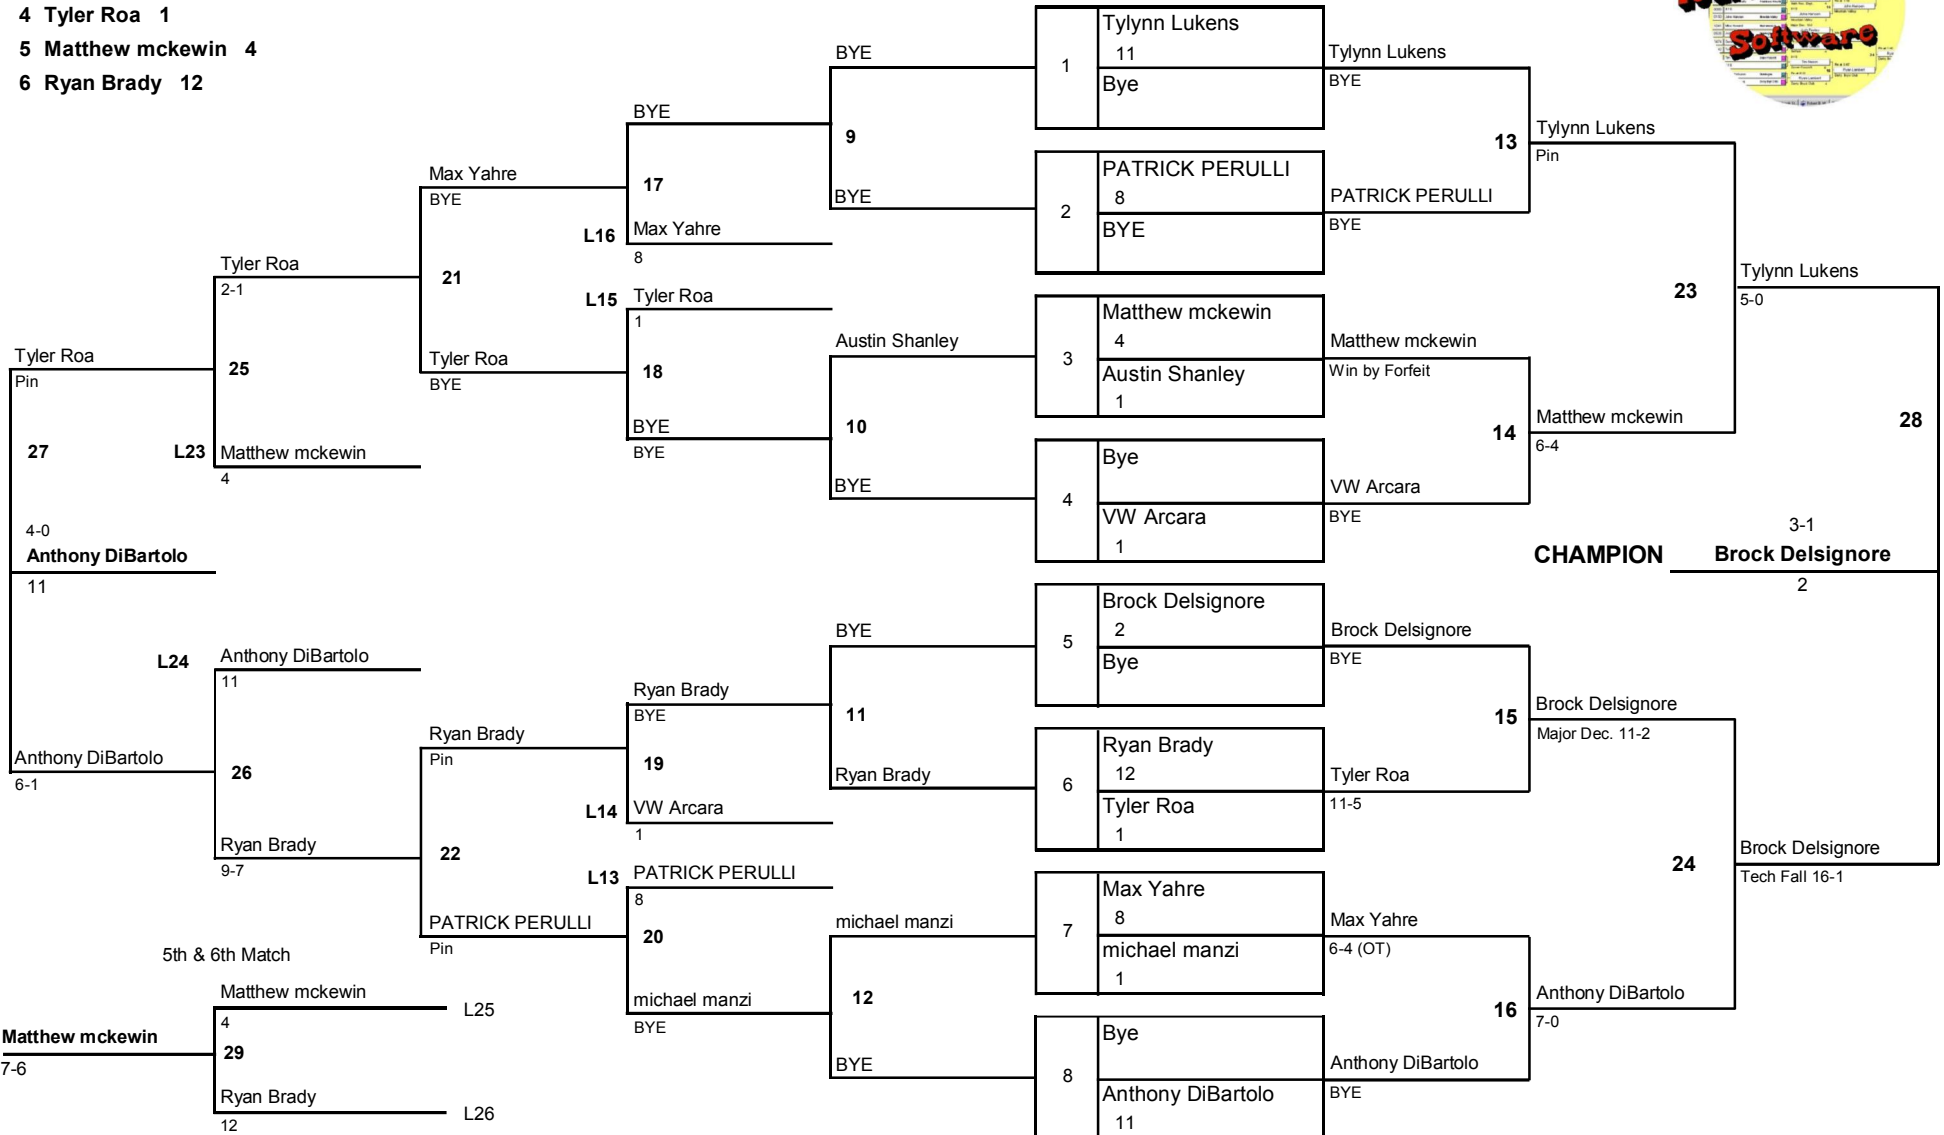 4 Tyler Roa 1
5 Matthew mckewin 4
6 Ryan Brady 12
Software
BYE
1
Tylynn Lukens
11
Bye
Tylynn Lukens
BYE
BYE
9
13
Tylynn Lukens
Pin
Max Yahre
BYE
17
BYE
2
PATRICK PERULLI
8
BYE
PATRICK PERULLI
BYE
L16
Max Yahre
8
Tyler Roa
2-1
21
L15
Tyler Roa
1
23
Tylynn Lukens
5-0
3
Matthew mckewin
4
Austin Shanley
1
Matthew mckewin
Win by Forfeit
Austin Shanley
Tyler Roa
Pin
25
Tyler Roa
BYE
18
BYE
BYE
10
14
Matthew mckewin
6-4
28
27
L23
Matthew mckewin
4
BYE
4
Bye
VW Arcara
1
VW Arcara
BYE
4-0
Anthony DiBartolo
11
3-1
CHAMPION
Brock Delsignore
2
BYE
5
Brock Delsignore
2
Bye
Brock Delsignore
BYE
L24
Anthony DiBartolo
11
Ryan Brady
BYE
11
15
Brock Delsignore
Major Dec. 11-2
Ryan Brady
Pin
Anthony DiBartolo
6-1
26
19
Ryan Brady
6
Ryan Brady
12
Tyler Roa
1
Tyler Roa
11-5
L14
VW Arcara
1
Ryan Brady
9-7
22
24
Brock Delsignore
Tech Fall 16-1
L13
PATRICK PERULLI
8
PATRICK PERULLI
Pin
20
michael manzi
7
Max Yahre
8
michael manzi
1
Max Yahre
6-4 (OT)
5th & 6th Match
Matthew mckewin
4
L25
michael manzi
BYE
12
16
Anthony DiBartolo
7-0
Matthew mckewin
7-6
29
BYE
8
Bye
Anthony DiBartolo
11
Anthony DiBartolo
BYE
Ryan Brady
12
L26